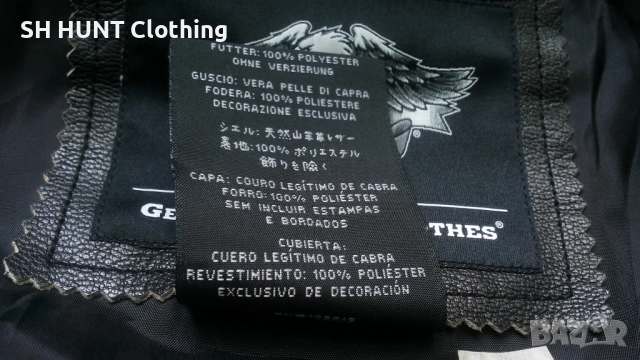 SH HUNT Clothing
FUTTER: 100% POLYESTER
OHNE VERZIERUNG
GUSCIO: VERA PELLE DI CAPRA
FODERA: 100% POLIESTERE
DECORAZIONE ESCLUSIVA
シェル: 天然山羊革レザー
裏地: 100% ポリエステル
飾りを除く
CAPA: COURO LEGÍTIMO DE CABRA
FORRO: 100% POLIÉSTER
SEM INCLUIR ESTAMPAS
E BORDADOS
GE
THES®
CUBIERTA:
CUERO LEGÍTIMO DE CABRA
REVESTIMIENTO: 100% POLIÉSTER
EXCLUSIVO DE DECORACIÓN
BAZAR